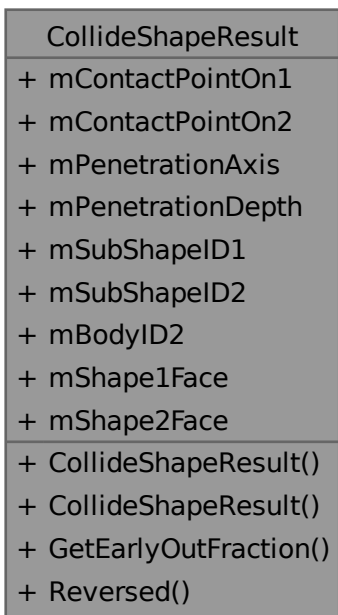 CollideShapeResult
+ mContactPointOn1
+ mContactPointOn2
+ mPenetrationAxis
+ mPenetrationDepth
+ mSubShapeID1
+ mSubShapeID2
+ mBodyID2
+ mShape1Face
+ mShape2Face
+ CollideShapeResult()
+ CollideShapeResult()
+ GetEarlyOutFraction()
+ Reversed()